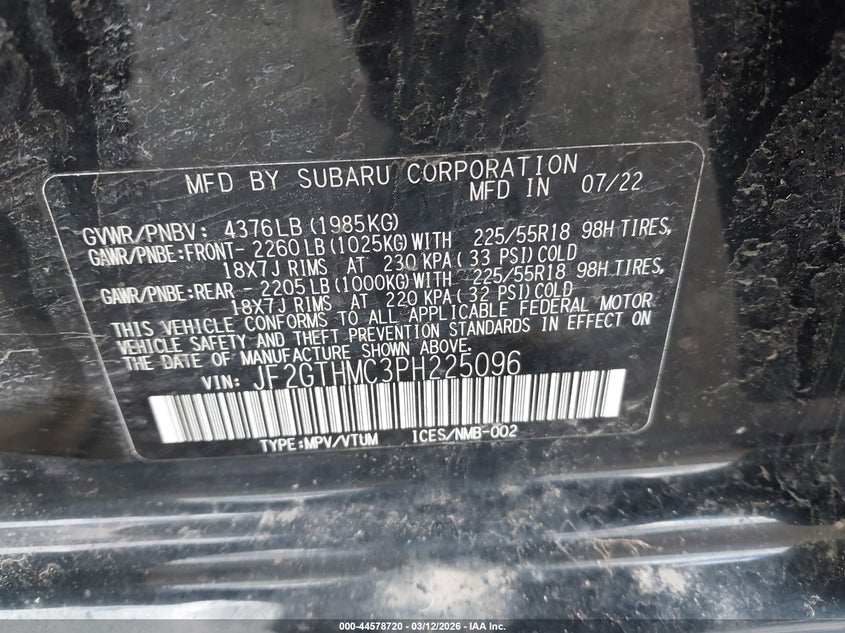 MFD BY SUBARU CORPORATION
MFD IN 07/22
GVWR/PNBV: 4376LB(1985KG)
GAWR/PNBE:FRONT- 2260LB(1025KG)WITH 225/55R18 98H TIRES,
18X7J RIMS AT 230 KPA(33 PSI)COLD
GAWR/PNBE:REAR - 2205LB(1000KG)WITH 225/55R18 98H TIRES,
18X7J RIMS AT 220 KPA(32 PSI)COLD
THIS VEHICLE CONFORMS TO ALL APPLICABLE FEDERAL MOTOR
VEHICLE SAFETY AND THEFT PREVENTION STANDARDS IN EFFECT ON
THE DATE OF MANUFACTURE SHOWN ABOVE.
VIN: JF2GTHMC3PH225096
TYPE:MPV/VTUM ICES/NMB-002
000-44578720 - 03/12/2026 - IAA Inc.